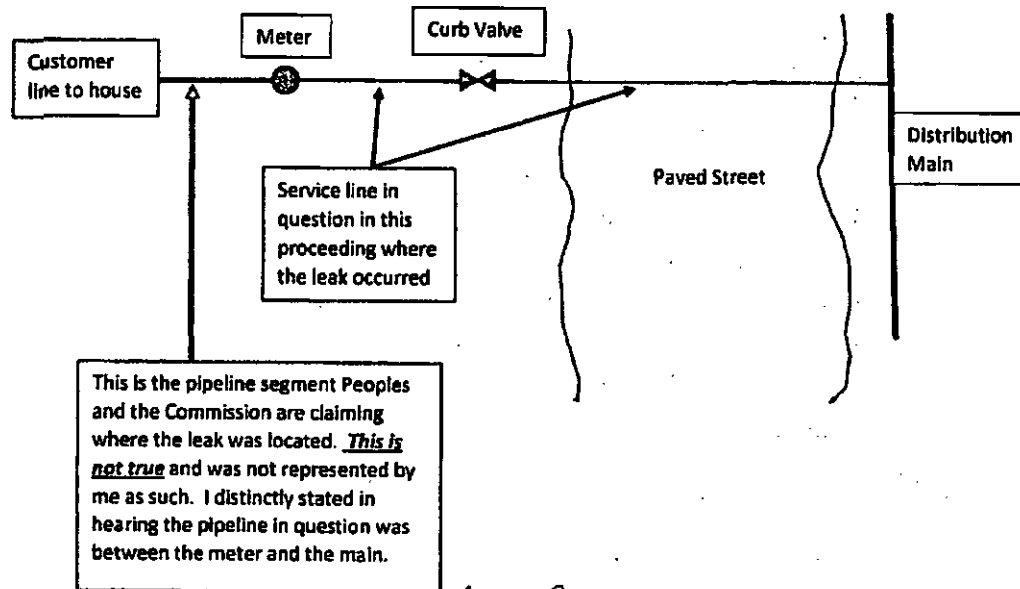 Meter
Curb Valve
Customer
line to house
Distribution
Main
Service line in
question in this
proceeding where
the leak occurred
Paved Street
This is the pipeline segment Peoples
and the Commission are claiming
where the leak was located. This is
not true and was not represented by
me as such. I distinctly stated in
hearing the pipeline in question was
between the meter and the main.